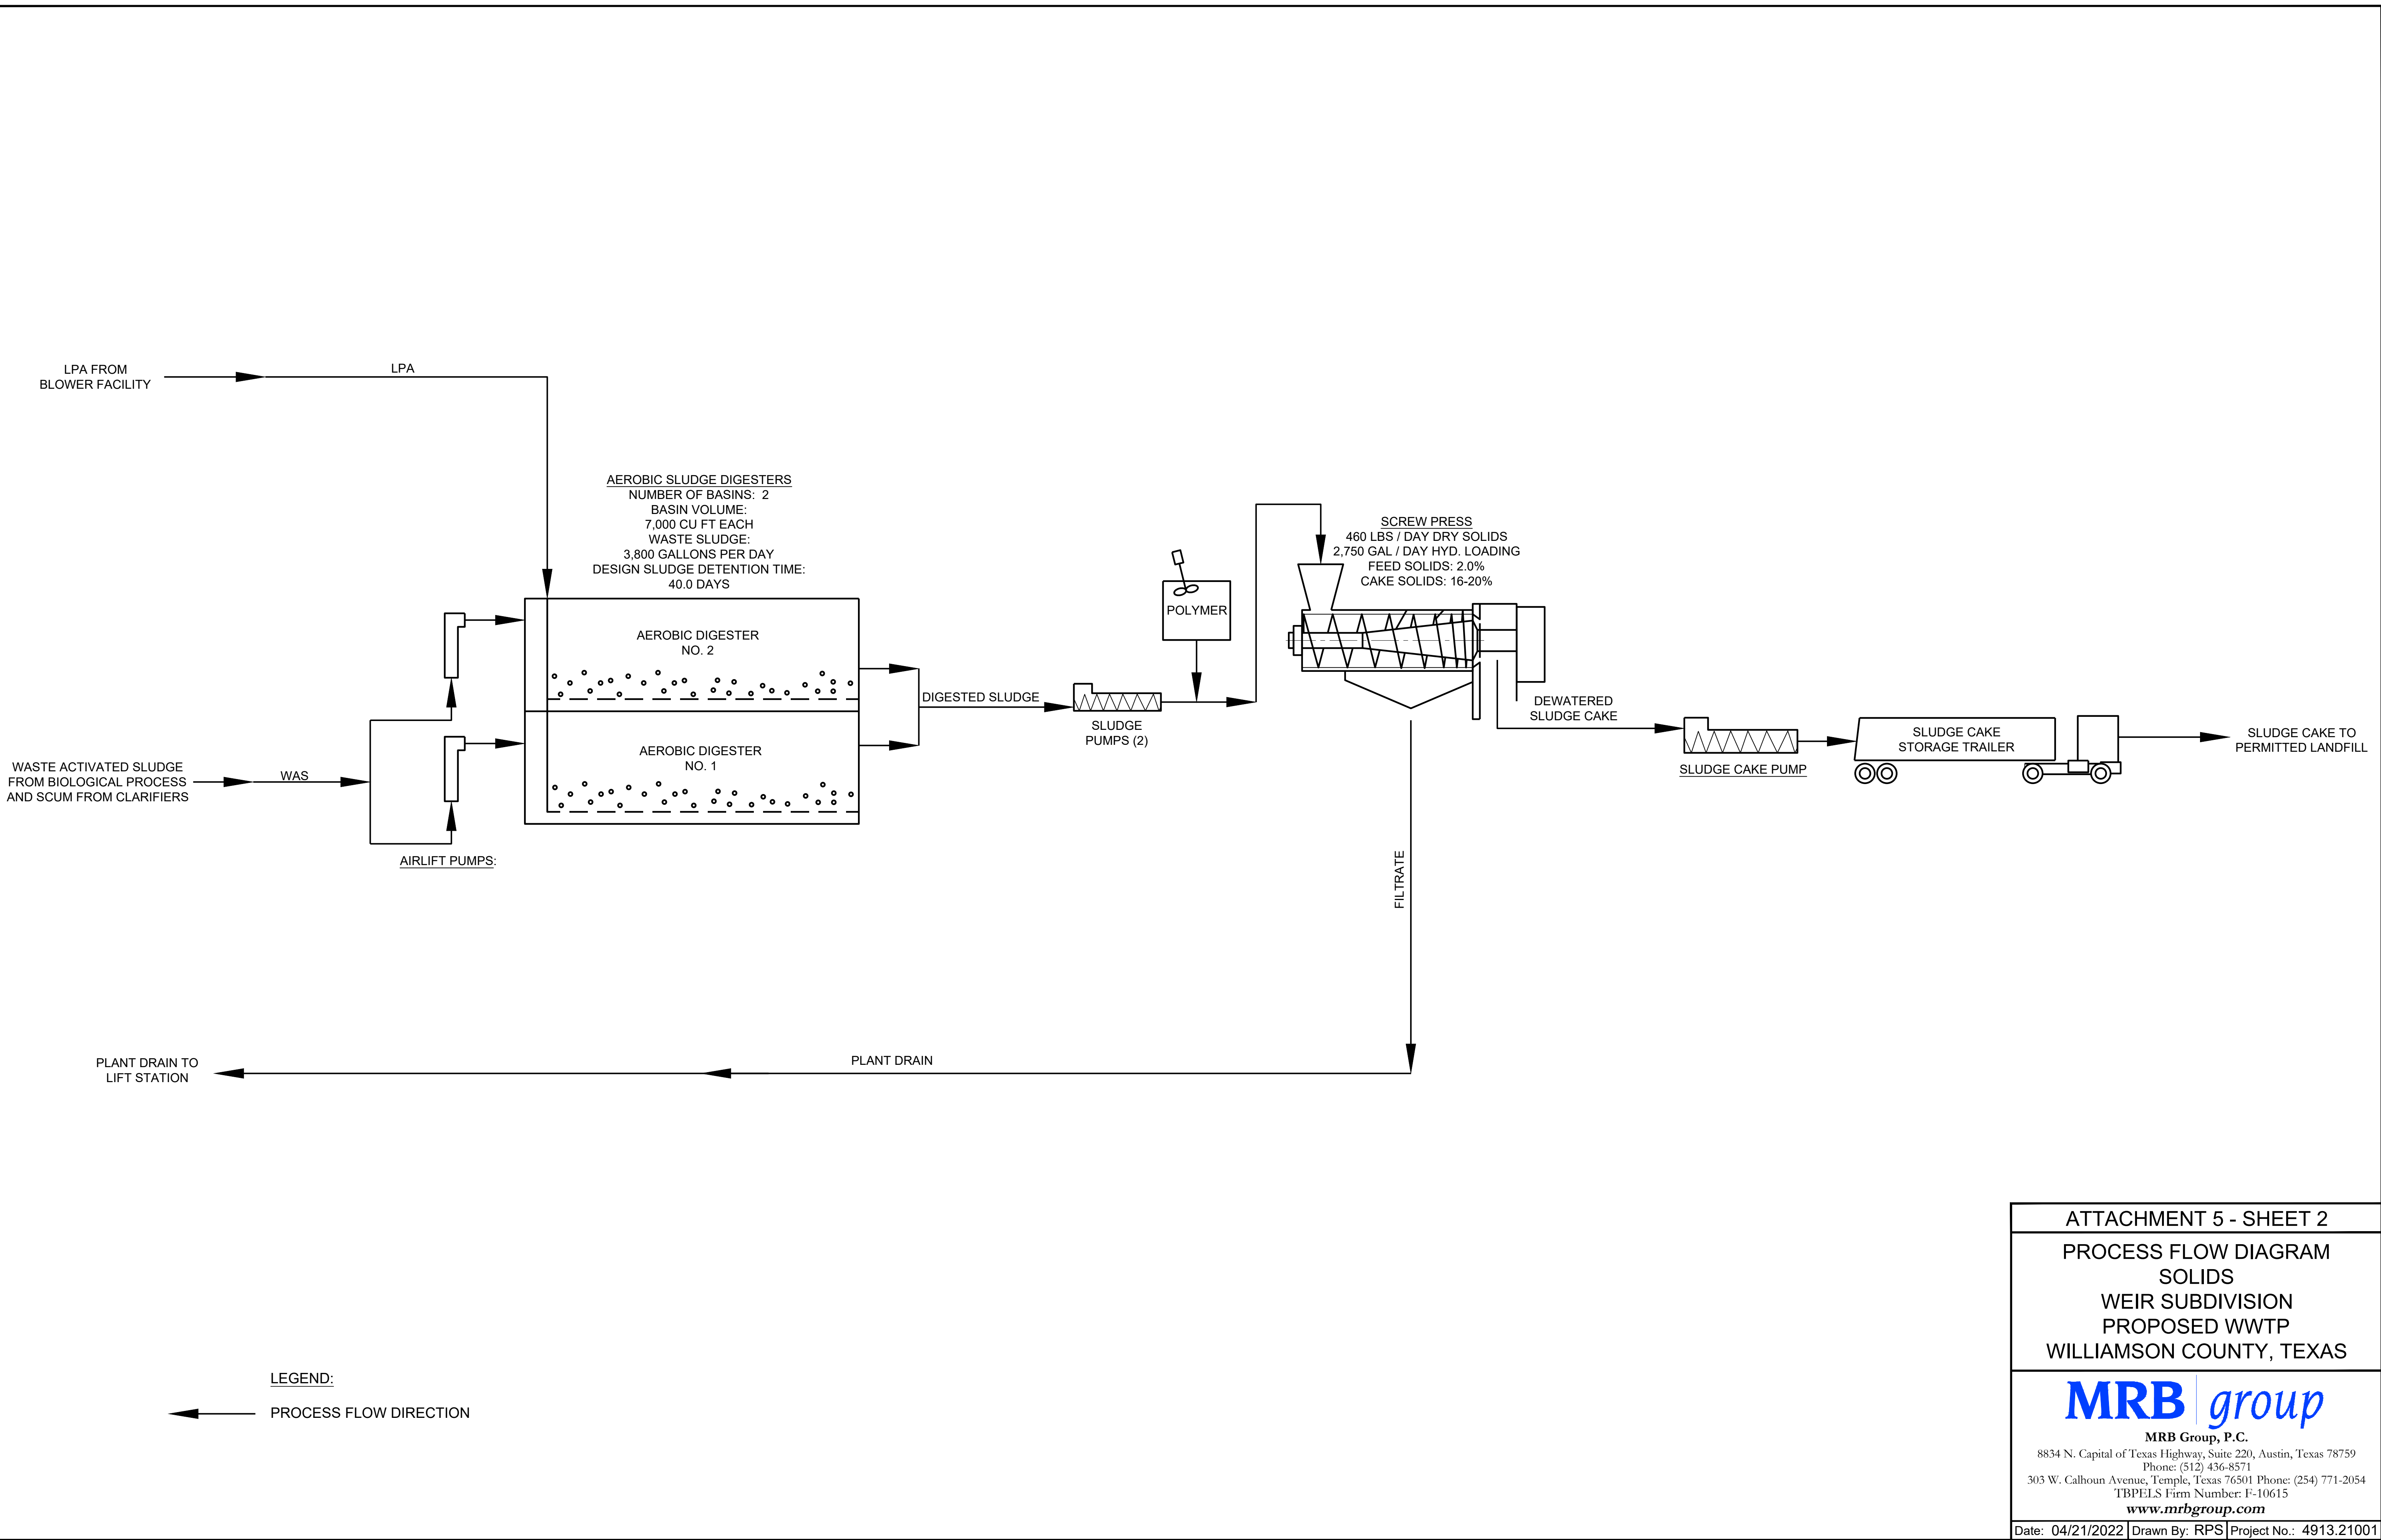 LPA FROM
BLOWER FACILITY
LPA
AEROBIC SLUDGE DIGESTERS
NUMBER OF BASINS: 2
BASIN VOLUME:
7,000 CU FT EACH
WASTE SLUDGE:
3,800 GALLONS PER DAY
DESIGN SLUDGE DETENTION TIME:
40.0 DAYS
SCREW PRESS
460 LBS / DAY DRY SOLIDS
2,750 GAL / DAY HYD. LOADING
FEED SOLIDS: 2.0%
CAKE SOLIDS: 16-20%
POLYMER
AEROBIC DIGESTER
NO. 2
DIGESTED SLUDGE
SLUDGE
PUMPS (2)
DEWATERED
SLUDGE CAKE
SLUDGE CAKE
STORAGE TRAILER
SLUDGE CAKE TO
PERMITTED LANDFILL
SLUDGE CAKE PUMP
AEROBIC DIGESTER
NO. 1
WASTE ACTIVATED SLUDGE
FROM BIOLOGICAL PROCESS
AND SCUM FROM CLARIFIERS
WAS
AIRLIFT PUMPS:
FILTRATE
PLANT DRAIN TO
LIFT STATION
PLANT DRAIN
LEGEND:
PROCESS FLOW DIRECTION
ATTACHMENT 5 - SHEET 2
PROCESS FLOW DIAGRAM
SOLIDS
WEIR SUBDIVISION
PROPOSED WWTP
WILLIAMSON COUNTY, TEXAS
MRB group
MRB Group, P.C.
8834 N. Capital of Texas Highway, Suite 220, Austin, Texas 78759
Phone: (512) 436-8571
303 W. Calhoun Avenue, Temple, Texas 76501 Phone: (254) 771-2054
TBPELS Firm Number: F-10615
www.mrbgroup.com
Date: 04/21/2022 Drawn By: RPS Project No.: 4913.21001